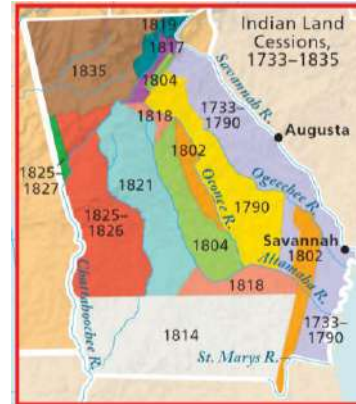 Indian Land
Cessions,
1733–1835
1819
1817
1835
1804
Savannah R.
1818
1733–
1790
Augusta
1802
1825–
1827
1821
Oconee R.
Ogeechee R.
1825–
1826
1790
Savannah
1804
1802
Altamaha R.
1818
Chattahoochee R.
1814
1733–
1790
St. Marys R.